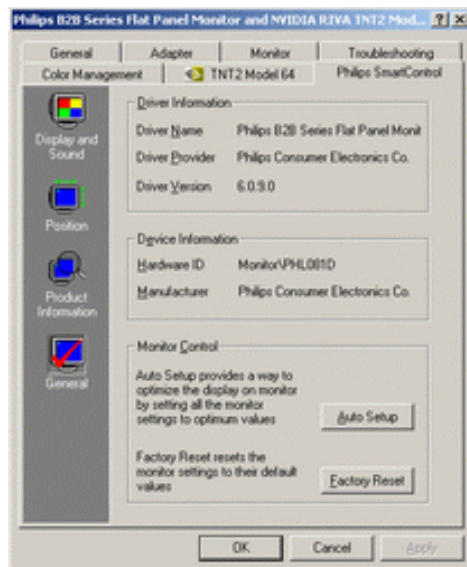 Philips B2B Series Flat Panel Monitor and NVIDIA RIVA TNT2 Mod...
General
Adapter
Monitor
Troubleshooting
Color Management
TNT2 Model 64
Philips SmartControl
Display and
Sound
Position
Product
Information
General
Driver Information
Driver Name
Philips B2B Series Flat Panel Monit
Driver Provider
Philips Consumer Electronics Co.
Driver Version
6.0.9.0
Device Information
Hardware ID
Monitor\PHL081D
Manufacturer
Philips Consumer Electronics Co.
Monitor Control
Auto Setup provides a way to
optimize the display on monitor
by setting all the monitor
settings to optimum values
Auto Setup
Factory Reset resets the
monitor settings to their default
values
Factory Reset
OK
Cancel
Apply